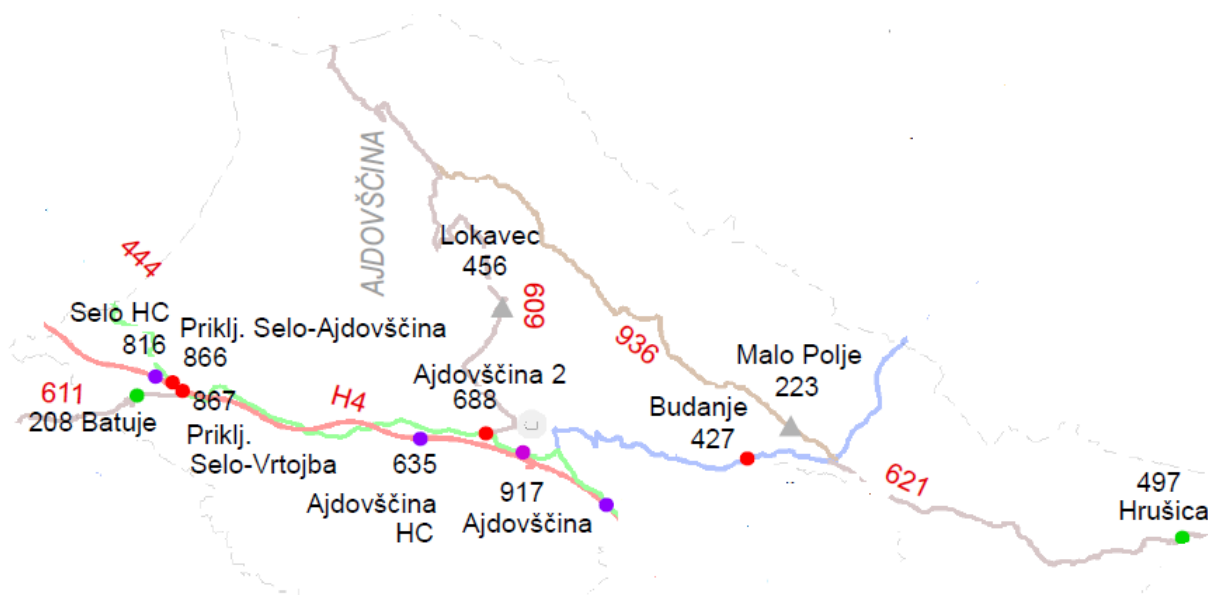 AJDOVŠČINA
444
Lokavec
456
609
Selo HC
816
Priklj. Selo-Ajdovščina
866
936
Malo Polje
223
Ajdovščina 2
688
611
208 Batuje
867
H4
Budanje
427
Priklj.
Selo-Vrtojba
635
Ajdovščina
HC
917
Ajdovščina
621
497
Hrušica